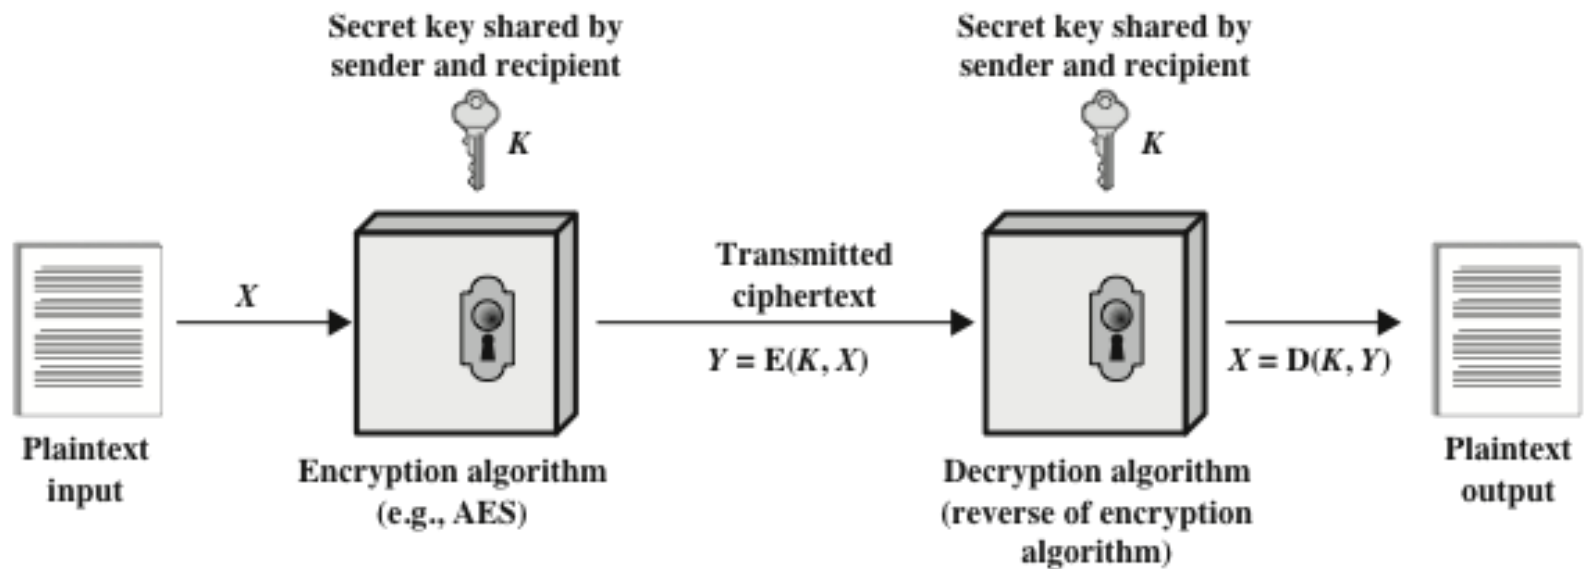 Secret key shared by
sender and recipient
K
Secret key shared by
sender and recipient
K
X
Transmitted
ciphertext
Y = E(K, X)
X = D(K, Y)
Plaintext
input
Encryption algorithm
(e.g., AES)
Decryption algorithm
(reverse of encryption
algorithm)
Plaintext
output